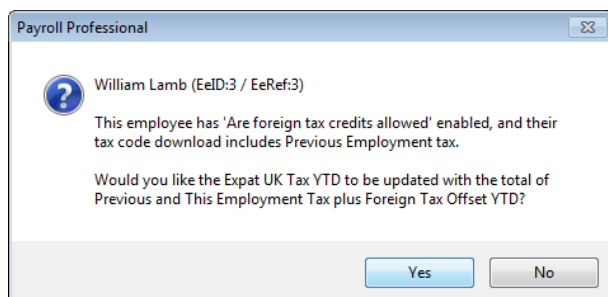 Payroll Professional
William Lamb (EeID:3 / EeRef:3)
This employee has 'Are foreign tax credits allowed' enabled, and their
tax code download includes Previous Employment tax.
Would you like the Expat UK Tax YTD to be updated with the total of
Previous and This Employment Tax plus Foreign Tax Offset YTD?
Yes
No